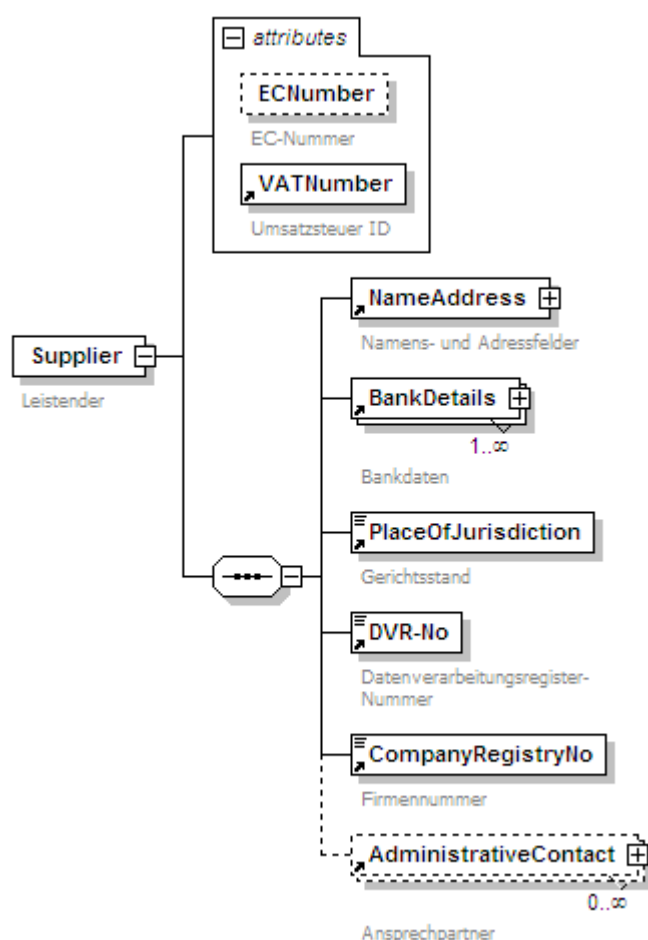 attributes
ECNumber
EC-Nummer
VATNumber
Umsatzsteuer ID
Supplier
Leistender
NameAddress
Namens- und Adressfelder
BankDetails
1..∞
Bankdaten
PlaceOfJurisdiction
Gerichtsstand
DVR-No
Datenverarbeitungsregister-
Nummer
CompanyRegistryNo
Firmennummer
AdministrativeContact
0..∞
Ansprechpartner